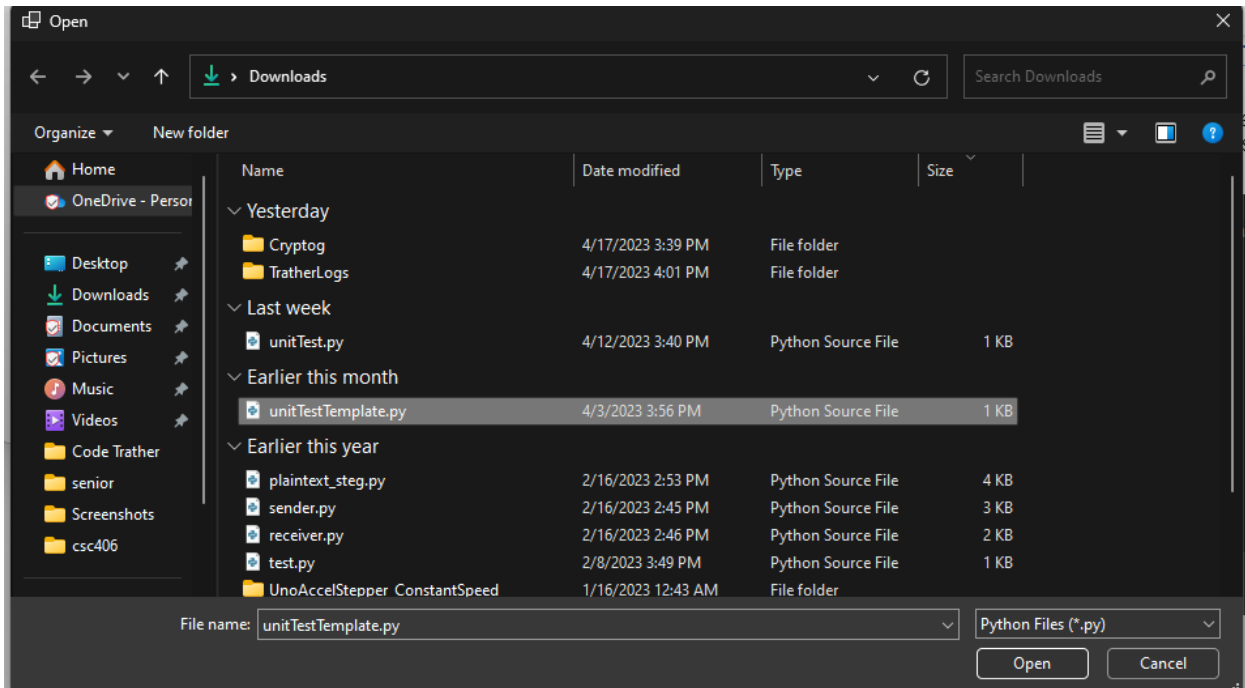 Open
Downloads
Search Downloads
Organize
New folder
Home
OneDrive - Person
Desktop
Downloads
Documents
Pictures
Music
Videos
Code Trather
senior
Screenshots
csc406
Name Date modified Type Size
Yesterday
Cryptog 4/17/2023 3:39 PM File folder
TratherLogs 4/17/2023 4:01 PM File folder
Last week
unitTest.py 4/12/2023 3:40 PM Python Source File 1 KB
Earlier this month
unitTestTemplate.py 4/3/2023 3:56 PM Python Source File 1 KB
Earlier this year
plaintext_steg.py 2/16/2023 2:53 PM Python Source File 4 KB
sender.py 2/16/2023 2:45 PM Python Source File 3 KB
receiver.py 2/16/2023 2:46 PM Python Source File 2 KB
test.py 2/8/2023 3:49 PM Python Source File 1 KB
UnoAccelStepper_ConstantSpeed 1/16/2023 12:43 AM File folder
File name: unitTestTemplate.py
Python Files (*.py)
Open
Cancel